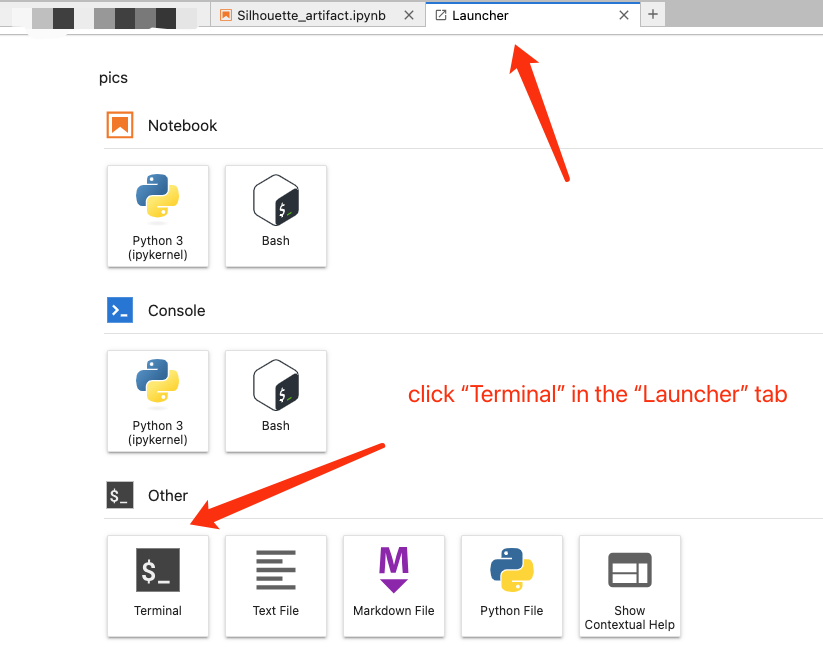 Silhouette_artifact.ipynb
Launcher
pics
Notebook
Python 3
(ipykernel)
$_
Bash
Console
Python 3
(ipykernel)
$_
Bash
click “Terminal” in the “Launcher” tab
$_
Other
$_
Terminal
Text File
M
Markdown File
Python File
Show
Contextual Help